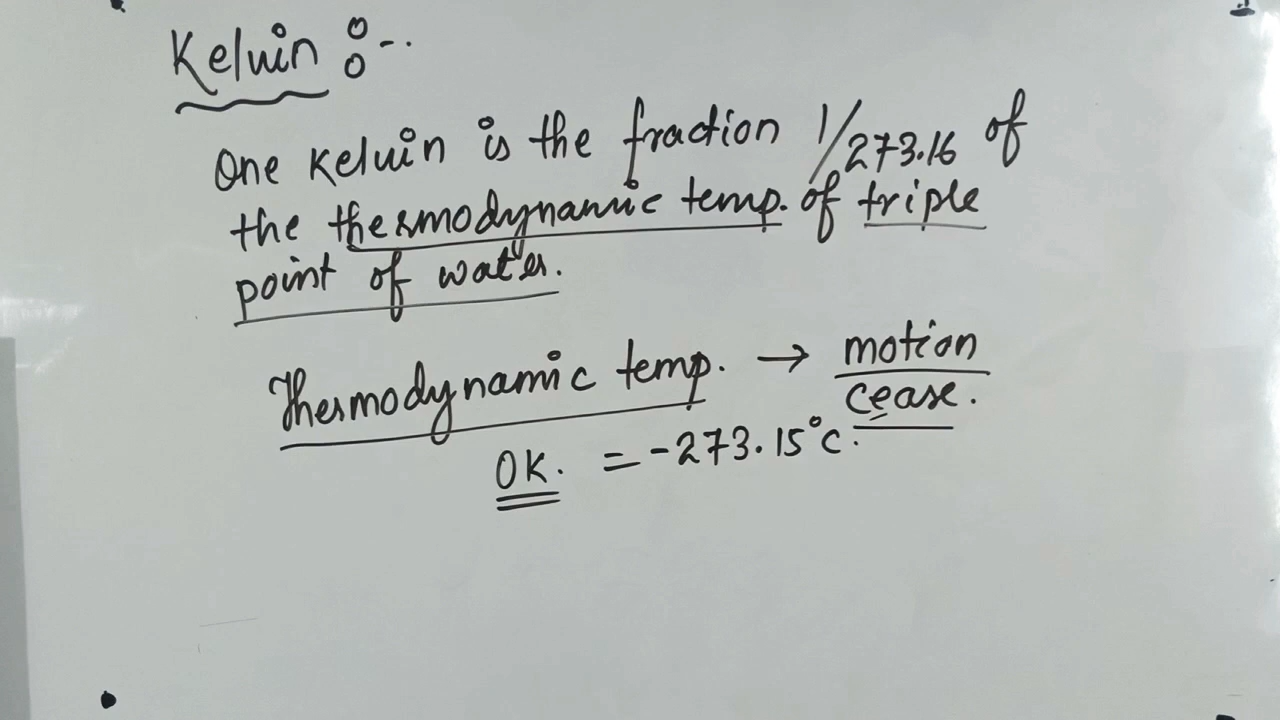 Kelvin :-
One Kelvin is the fraction 1/273.16 of
the thermodynamic temp. of triple
point of water.
Thermodynamic temp. → motion
cease.
0K. = -273.15°C.